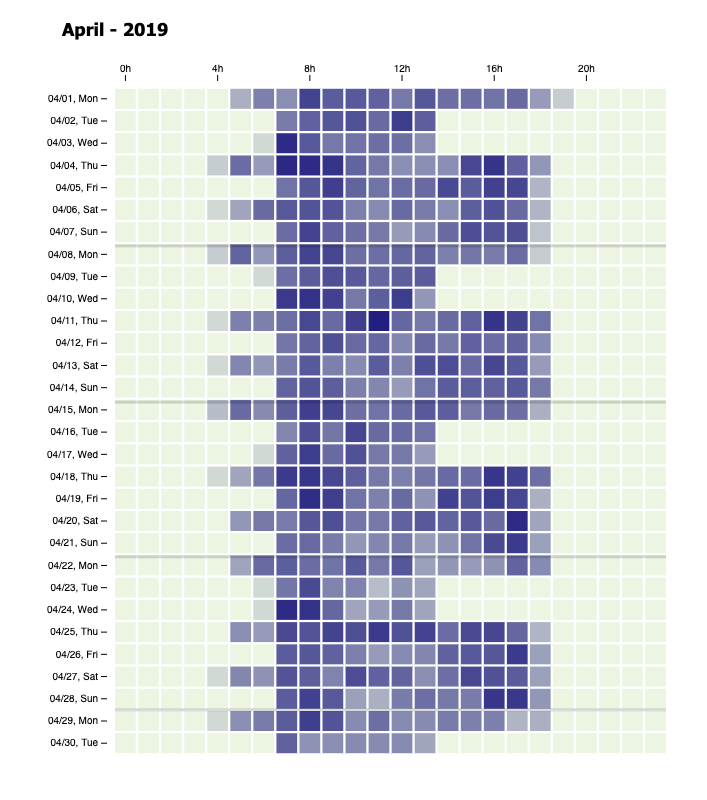 April - 2019
0h 4h 8h 12h 16h 20h
04/01, Mon
04/02, Tue
04/03, Wed
04/04, Thu
04/05, Fri
04/06, Sat
04/07, Sun
04/08, Mon
04/09, Tue
04/10, Wed
04/11, Thu
04/12, Fri
04/13, Sat
04/14, Sun
04/15, Mon
04/16, Tue
04/17, Wed
04/18, Thu
04/19, Fri
04/20, Sat
04/21, Sun
04/22, Mon
04/23, Tue
04/24, Wed
04/25, Thu
04/26, Fri
04/27, Sat
04/28, Sun
04/29, Mon
04/30, Tue